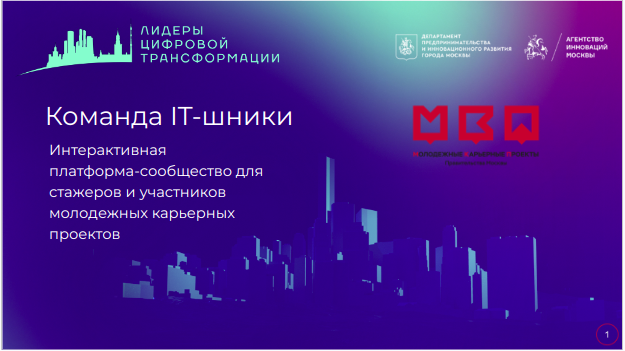 ЛИДЕРЫ
ЦИФРОВОЙ
ТРАНСФОРМАЦИИ
ДЕПАРТАМЕНТ
ПРЕДПРИНИМАТЕЛЬСТВА
И ИННОВАЦИОННОГО РАЗВИТИЯ
ГОРОДА МОСКВЫ
АГЕНТСТВО
ИННОВАЦИЙ
МОСКВЫ
Команда IT-шники
Интерактивная
платформа-сообщество для
стажеров и участников
молодежных карьерных
проектов
МОЛОДЕЖНЫЕ КАРЬЕРНЫЕ ПРОЕКТЫ
1